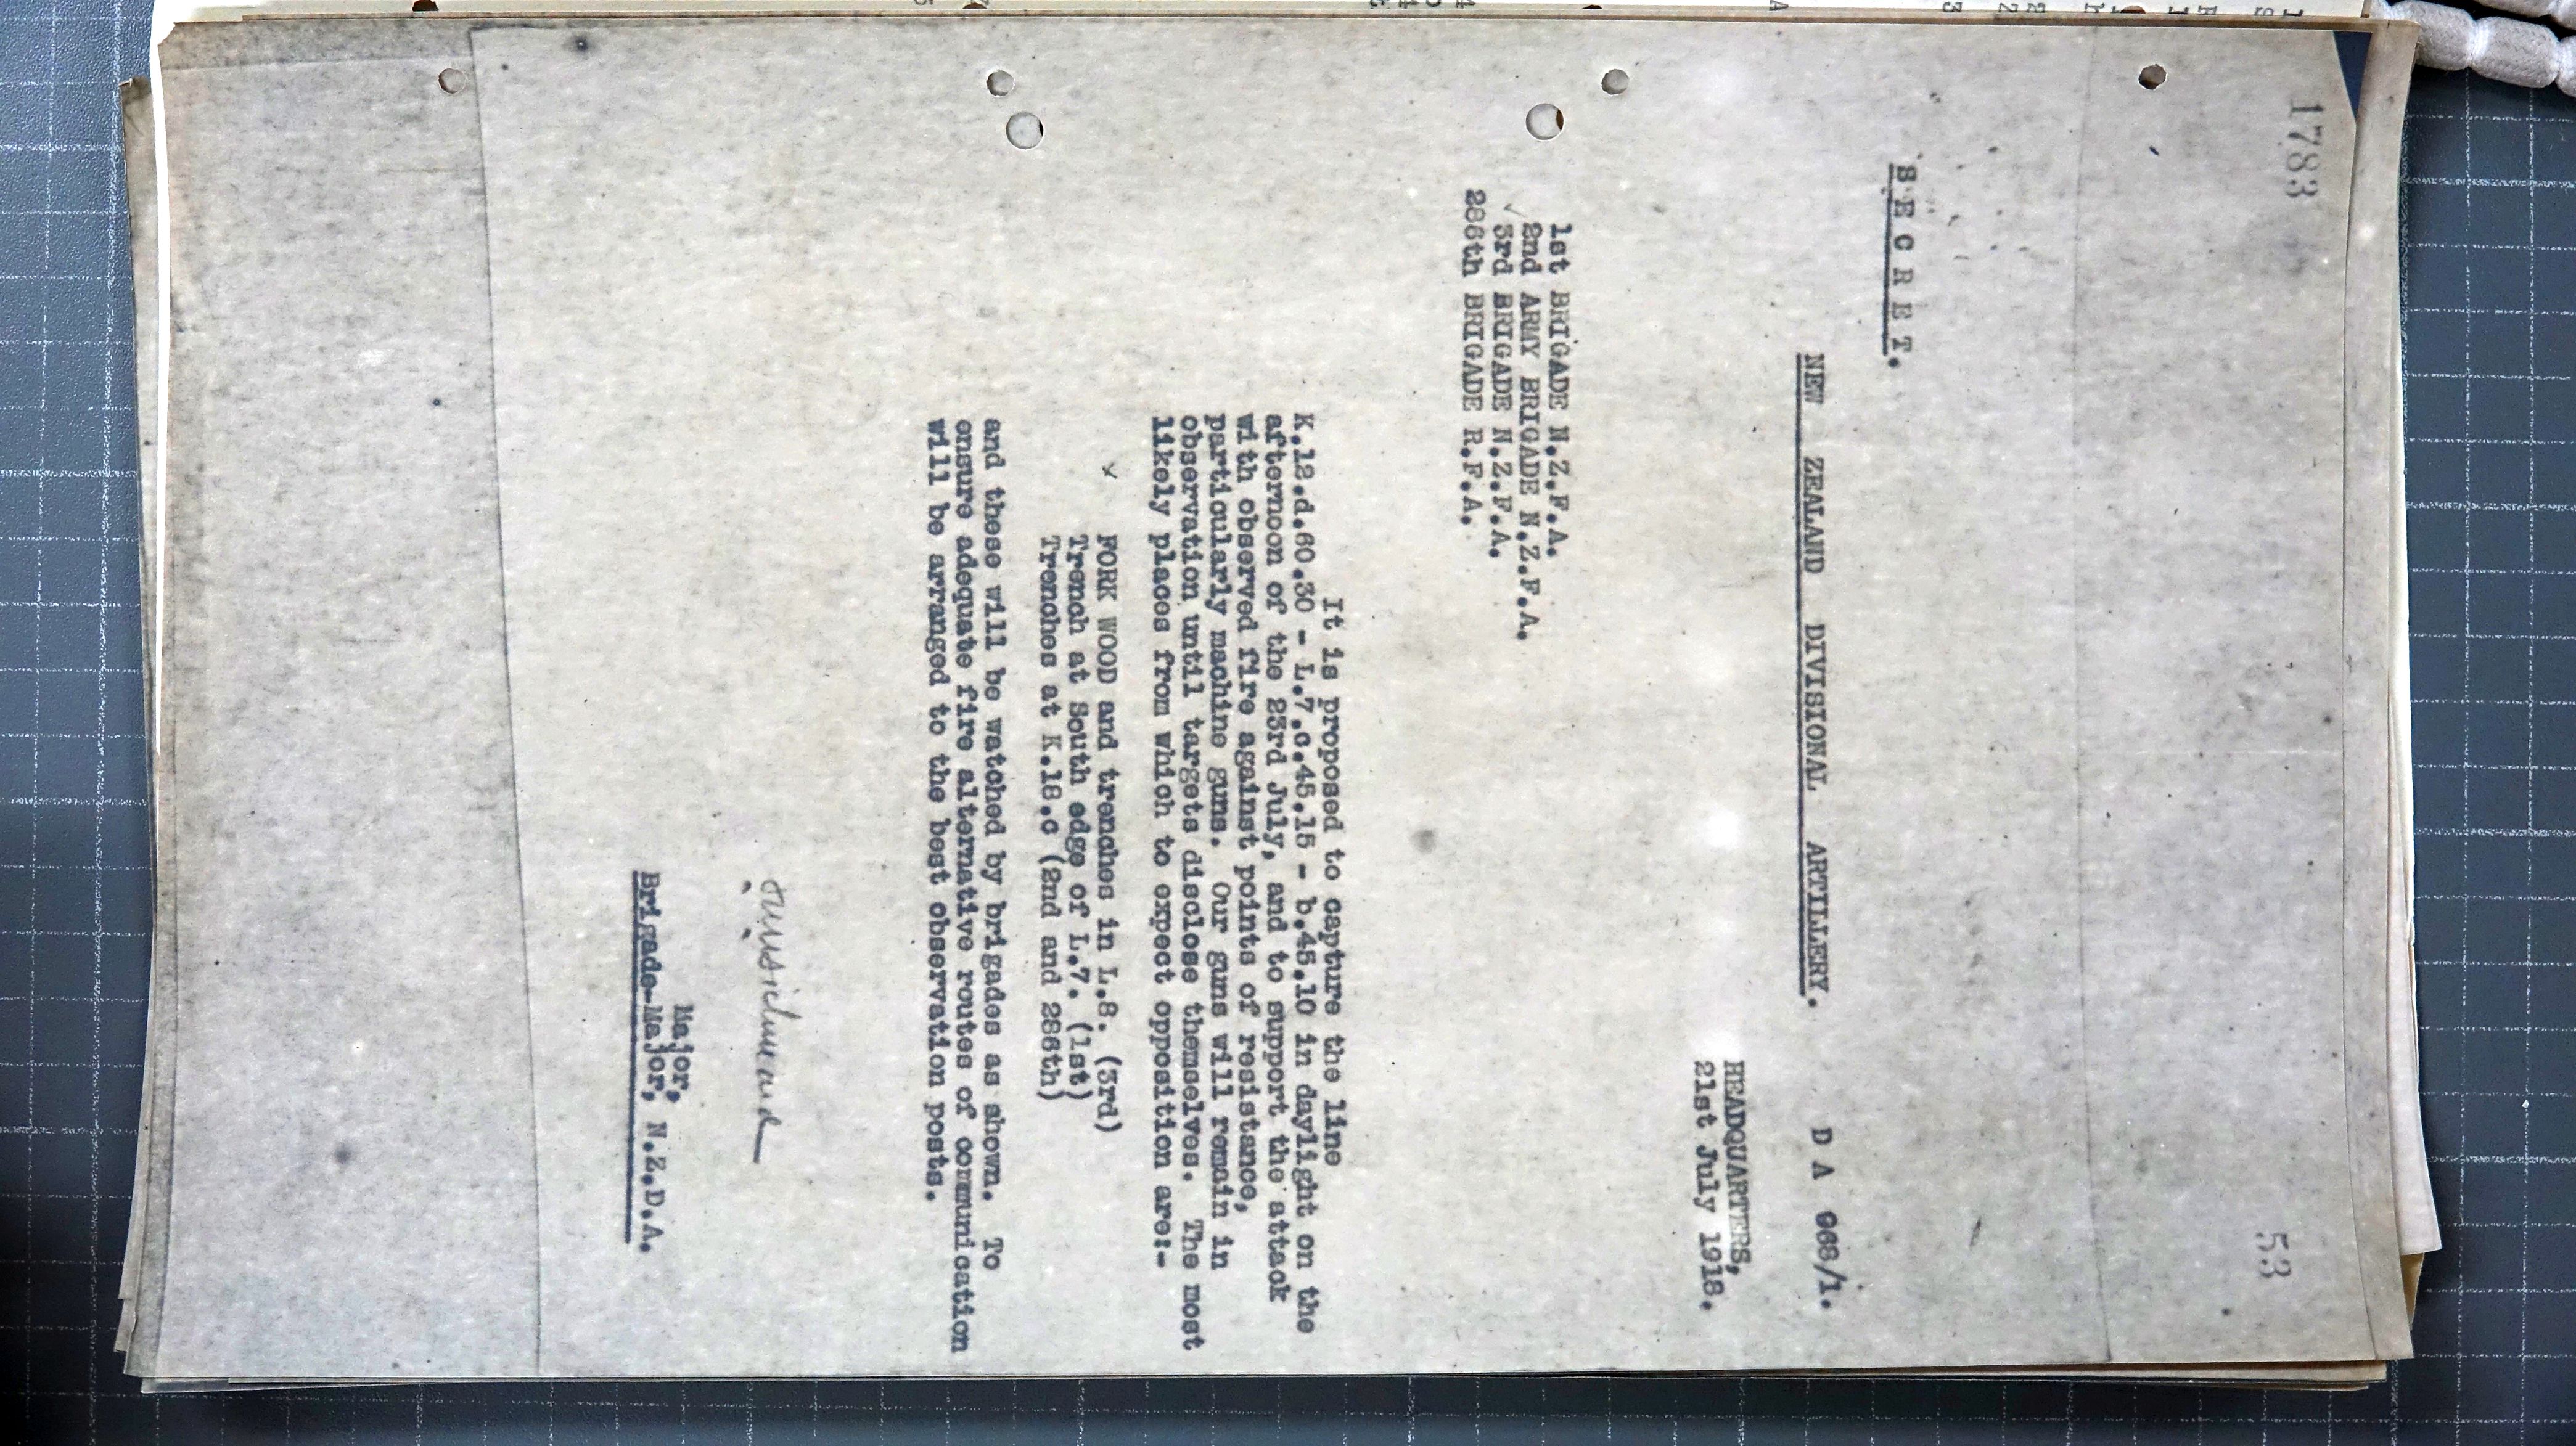 1783
53
S E C R E T.
NEW ZEALAND DIVISIONAL ARTILLERY. D A 068/1.
HEADQUARTERS,
21st July 1918.
1st BRIGADE N.Z.F.A.
2nd ARMY BRIGADE N.Z.F.A.
3rd BRIGADE N.Z.F.A.
286th BRIGADE R.F.A.
It is proposed to capture the line
K.12.d.60.30 - L.7.c.45.15 - b.45.10 in daylight on the
afternoon of the 23rd July, and to support the attack
with observed fire against points of resistance,
particularly machine guns. Our guns will remain in
observation until targets disclose themselves. The most
likely places from which to expect opposition are:-
x FORK WOOD and trenches in L.8. (3rd)
Trench at South edge of L.7. (1st)
Trenches at K.18.c (2nd and 286th)
and these will be watched by brigades as shown. To
ensure adequate fire alternative routes of communication
will be arranged to the best observation posts.
Major,
Brigade-Major, N.Z.D.A.